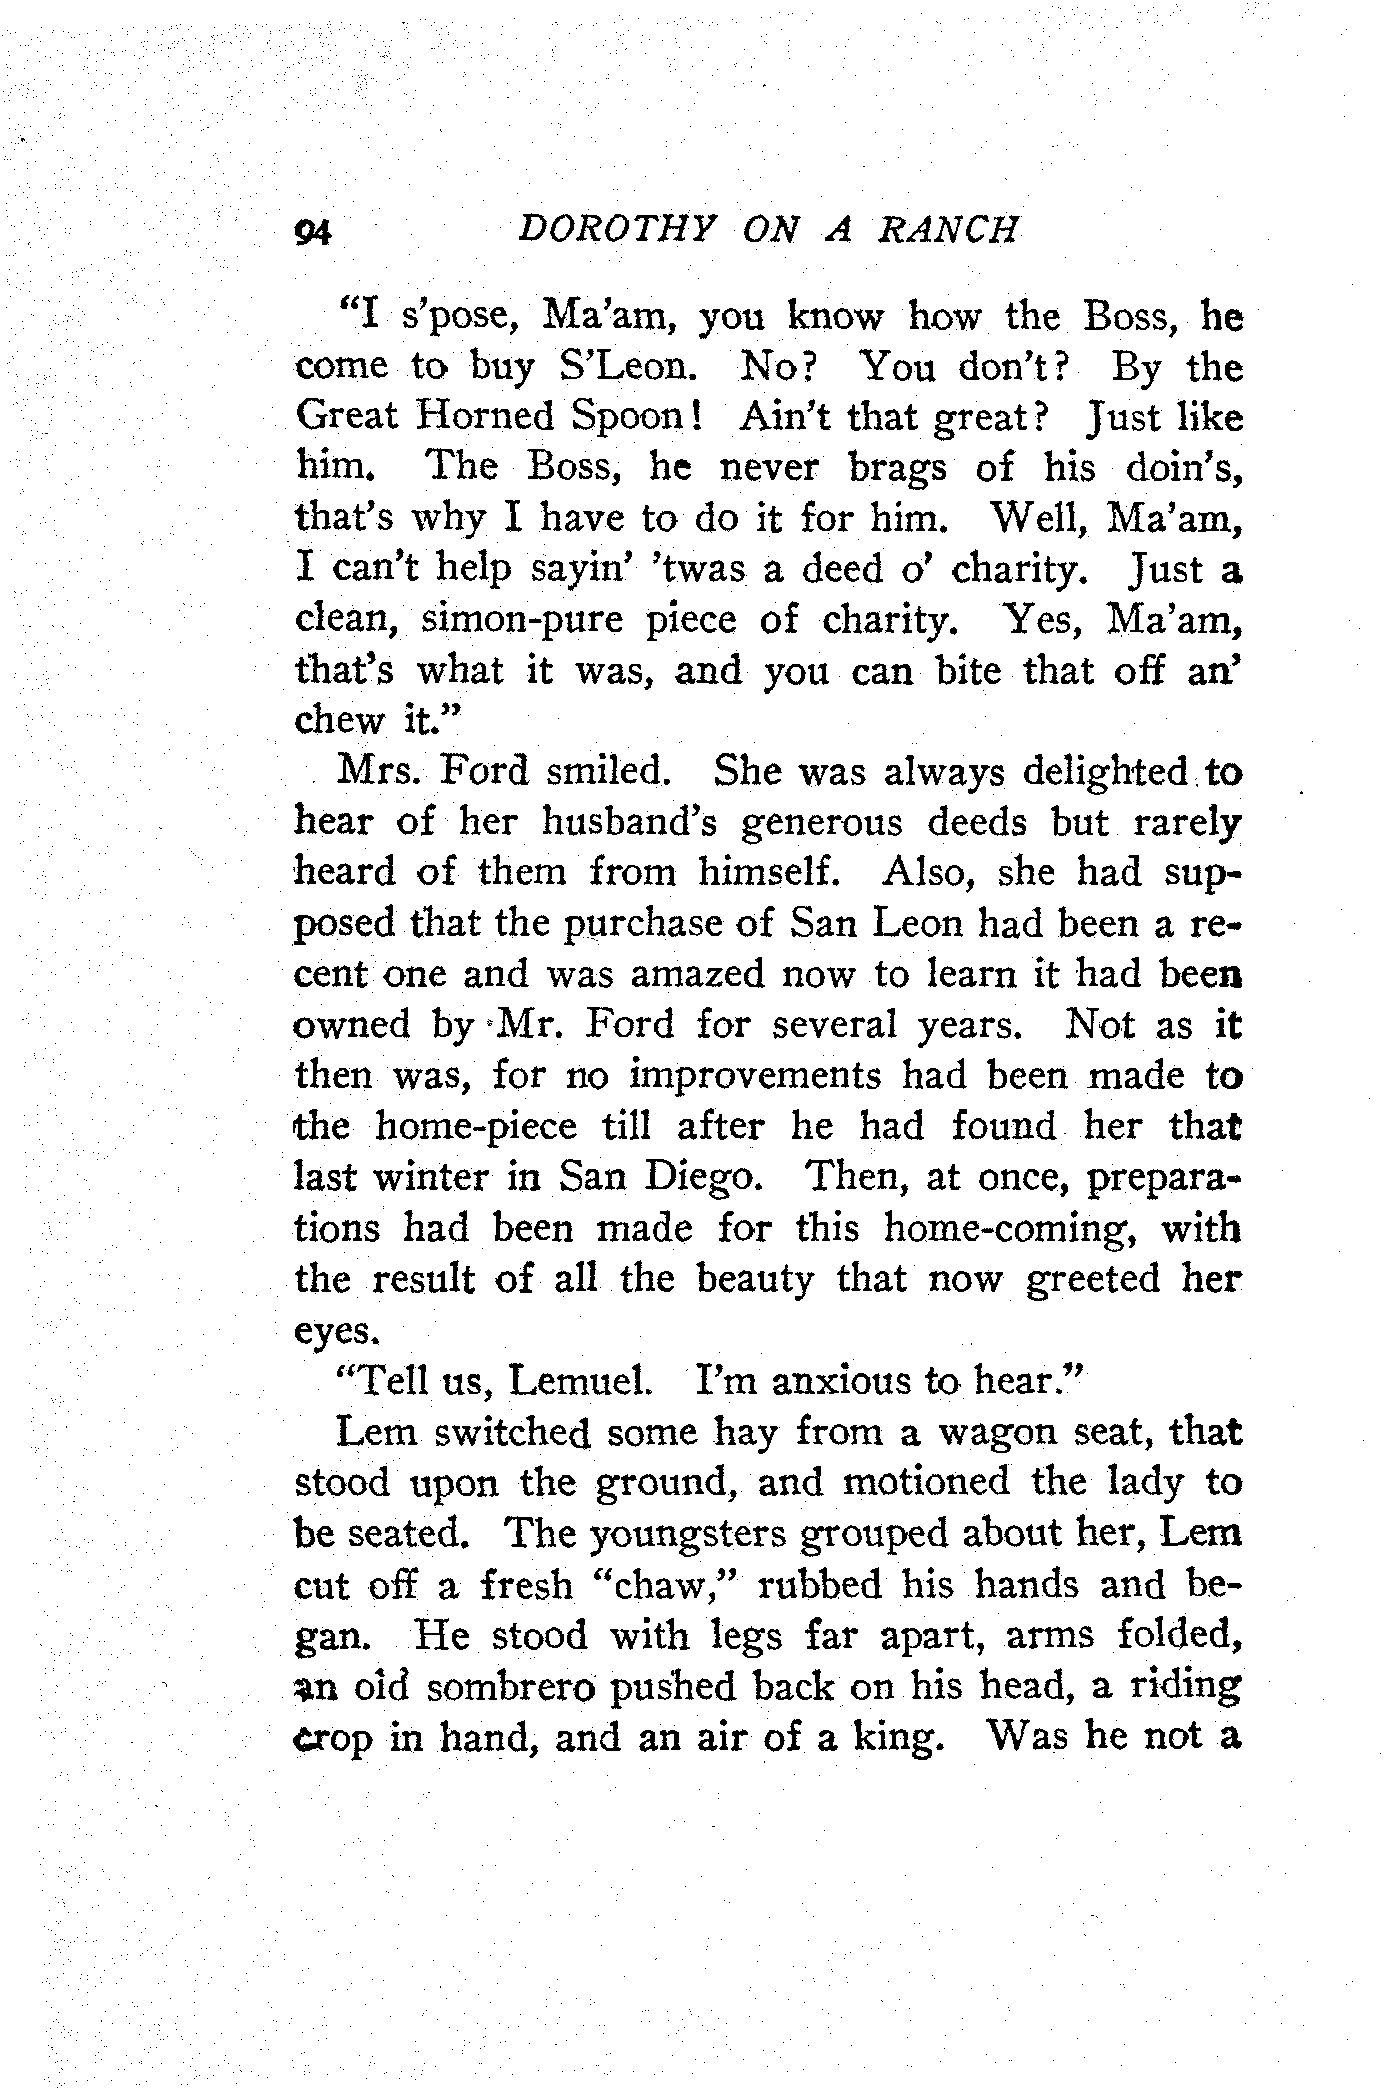 94 DOROTHY ON A RANCH
“I s’pose, Ma’am, you know how the Boss, he
come to buy S’Leon. No? You don’t? By the
Great Horned Spoon! Ain’t that great? Just like
him. The Boss, he never brags of his doin’s,
that’s why I have to do it for him. Well, Ma’am,
I can’t help sayin’ ’twas a deed o’ charity. Just a
clean, simon-pure piece of charity. Yes, Ma’am,
that’s what it was, and you can bite that off an’
chew it.”
Mrs. Ford smiled. She was always delighted to
hear of her husband’s generous deeds but rarely
heard of them from himself. Also, she had sup-
posed that the purchase of San Leon had been a re-
cent one and was amazed now to learn it had been
owned by Mr. Ford for several years. Not as it
then was, for no improvements had been made to
the home-piece till after he had found her that
last winter in San Diego. Then, at once, prepara-
tions had been made for this home-coming, with
the result of all the beauty that now greeted her
eyes.
“Tell us, Lemuel. I’m anxious to hear.”
Lem switched some hay from a wagon seat, that
stood upon the ground, and motioned the lady to
be seated. The youngsters grouped about her, Lem
cut off a fresh “chaw,” rubbed his hands and be-
gan. He stood with legs far apart, arms folded,
an old sombrero pushed back on his head, a riding
crop in hand, and an air of a king. Was he not a